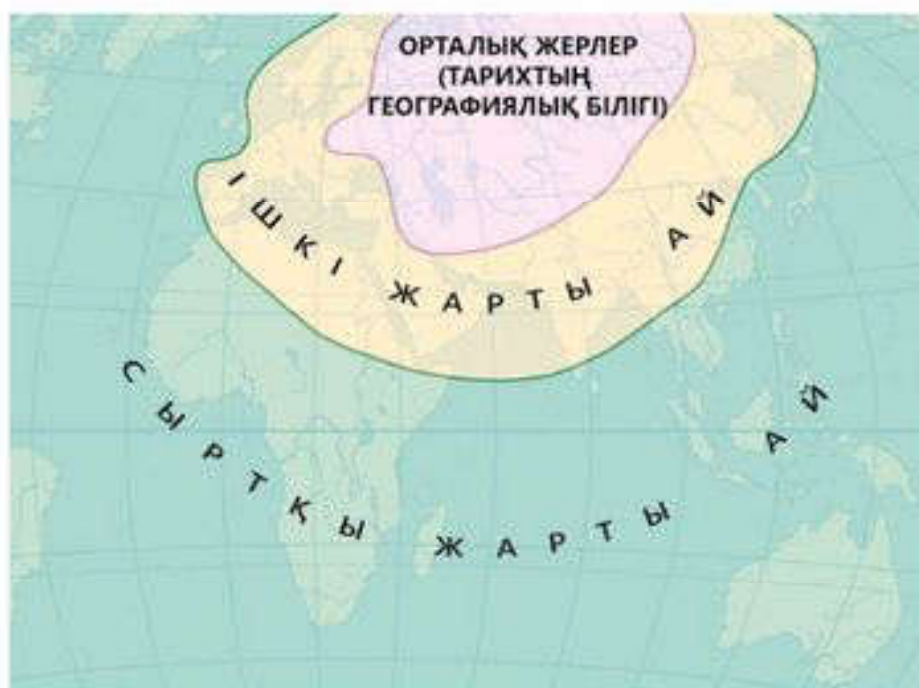 ОРТАЛЫҚ ЖЕРЛЕР
(ТАРИХТЫҢ
ГЕОГРАФИЯЛЫҚ БІЛІГІ)
ІШКІ ЖАРТЫ АЙ
СЫРТҚЫ ЖАРТЫ АЙ